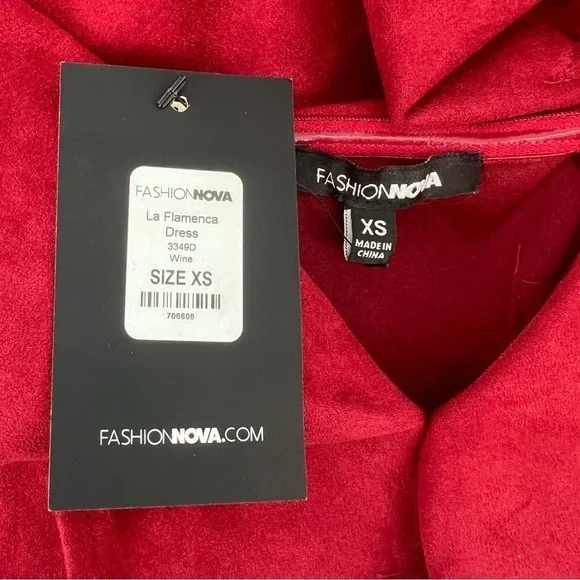 FASHIONNOVA
La Flamenca
Dress
3349D
Wine
SIZE XS
706606
FASHIONNOVA.COM
FASHIONNOVA
XS
MADE IN
CHINA